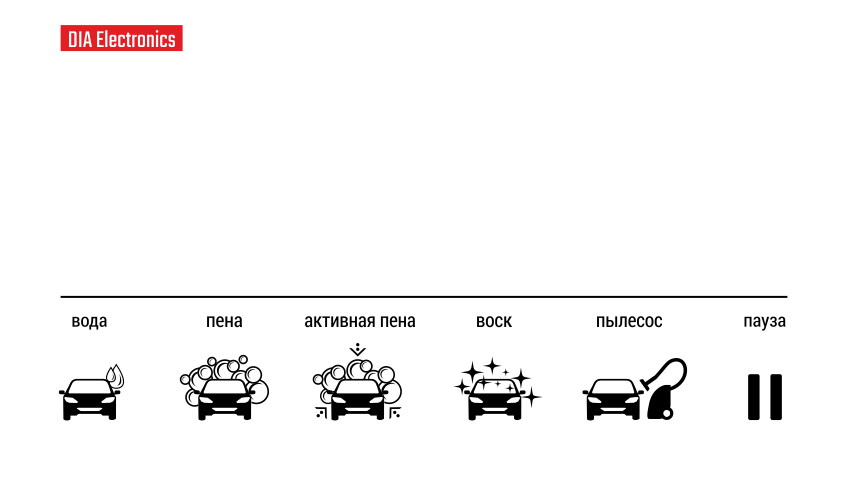 DIA Electronics
вода
пена
активная пена
воск
пылесос
пауза